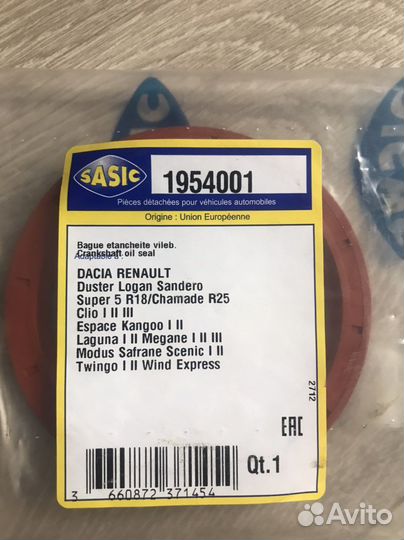 SASIC
1954001
Pièces détachées pour véhicules automobiles
Origine : Union Européenne
Bague etancheite vileb.
Crankshaft oil seal
Adaptable à :
DACIA RENAULT
Duster Logan Sandero
Super 5 R18/Chamade R25
Clio I II III
Espace Kangoo I II
Laguna I II Megane I II III
Modus Safrane Scenic I II
Twingo I II Wind Express
2712
EAC
Qt.1
3 660872 371454
Avito